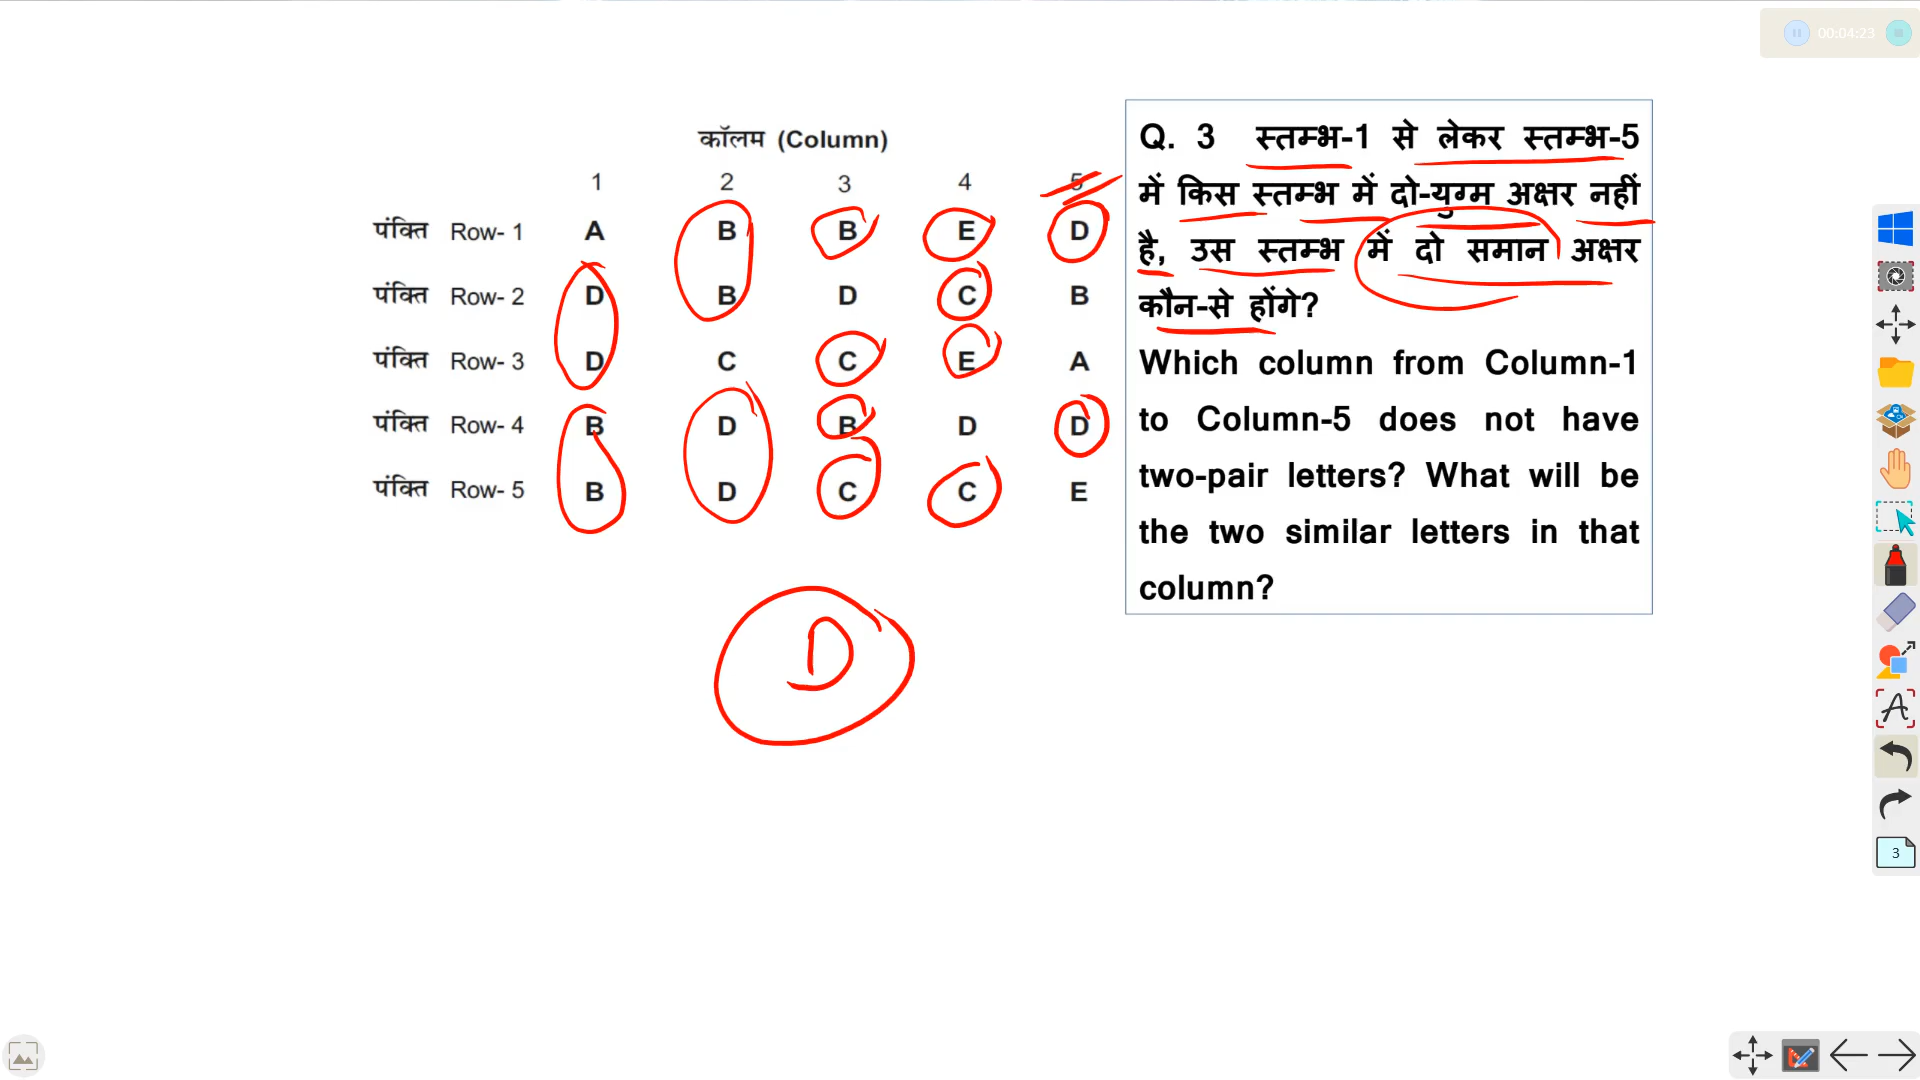 00:04:23
कॉलम (Column)
1 2 3 4 5
पंक्ति Row- 1 A B B E D
पंक्ति Row- 2 D B D C B
पंक्ति Row- 3 D C C E A
पंक्ति Row- 4 B D B D D
पंक्ति Row- 5 B D C C E
D
Q. 3 स्तम्भ-1 से लेकर स्तम्भ-5
में किस स्तम्भ में दो-युग्म अक्षर नहीं
है, उस स्तम्भ में दो समान अक्षर
कौन-से होंगे?
Which column from Column-1
to Column-5 does not have
two-pair letters? What will be
the two similar letters in that
column?
A
3